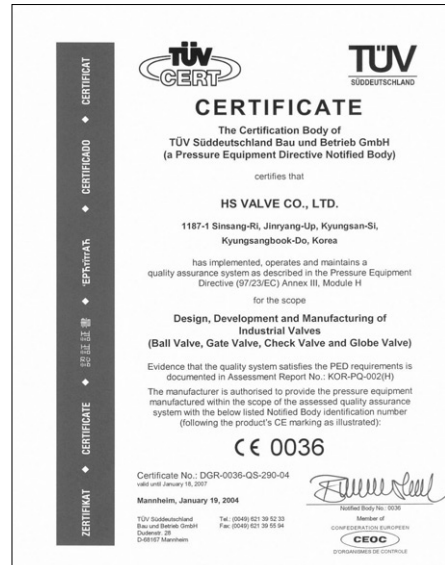 TÜV
CERT
TÜV
SÜDDEUTSCHLAND
CERTIFICATE
The Certification Body of
TÜV Süddeutschland Bau und Betrieb GmbH
(a Pressure Equipment Directive Notified Body)
certifies that
HS VALVE CO., LTD.
1187-1 Sinsang-Ri, Jinryang-Up, Kyungsan-Si,
Kyungsangbook-Do, Korea
has implemented, operates and maintains a
quality assurance system as described in the Pressure Equipment
Directive (97/23/EC) Annex III, Module H
for the scope
Design, Development and Manufacturing of
Industrial Valves
(Ball Valve, Gate Valve, Check Valve and Globe Valve)
Evidence that the quality system satisfies the PED requirements is
documented in Assessment Report No.: KOR-PQ-002(H)
The manufacturer is authorised to provide the pressure equipment
manufactured within the scope of the assessed quality assurance
system with the below listed Notified Body identification number
(following the product's CE marking as illustrated):
CE 0036
Certificate No.: DGR-0036-QS-290-04
valid until January 18, 2007
Mannheim, January 19, 2004
TÜV Süddeutschland
Bau und Betrieb GmbH
Dudenstr. 28
D-68167 Mannheim
Tel.: (0049) 621 39 52 33
Fax: (0049) 621 39 55 94
Notified Body No.: 0036
Member of
CONFEDERATION EUROPEEN
CEOC
D'ORGANISMES DE CONTROLE
ZERTIFIKAT ◆ CERTIFICATE ◆ 認証証書 ◆ ◆ CERTIFICADO ◆ CERTIFICAT